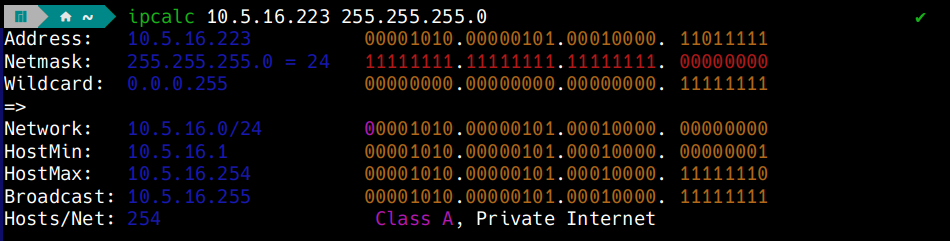 ~ ipcalc 10.5.16.223 255.255.255.0 ✔
Address: 10.5.16.223 00001010.00000101.00010000. 11011111
Netmask: 255.255.255.0 = 24 11111111.11111111.11111111. 00000000
Wildcard: 0.0.0.255 00000000.00000000.00000000. 11111111
=>
Network: 10.5.16.0/24 00001010.00000101.00010000. 00000000
HostMin: 10.5.16.1 00001010.00000101.00010000. 00000001
HostMax: 10.5.16.254 00001010.00000101.00010000. 11111110
Broadcast: 10.5.16.255 00001010.00000101.00010000. 11111111
Hosts/Net: 254 Class A, Private Internet